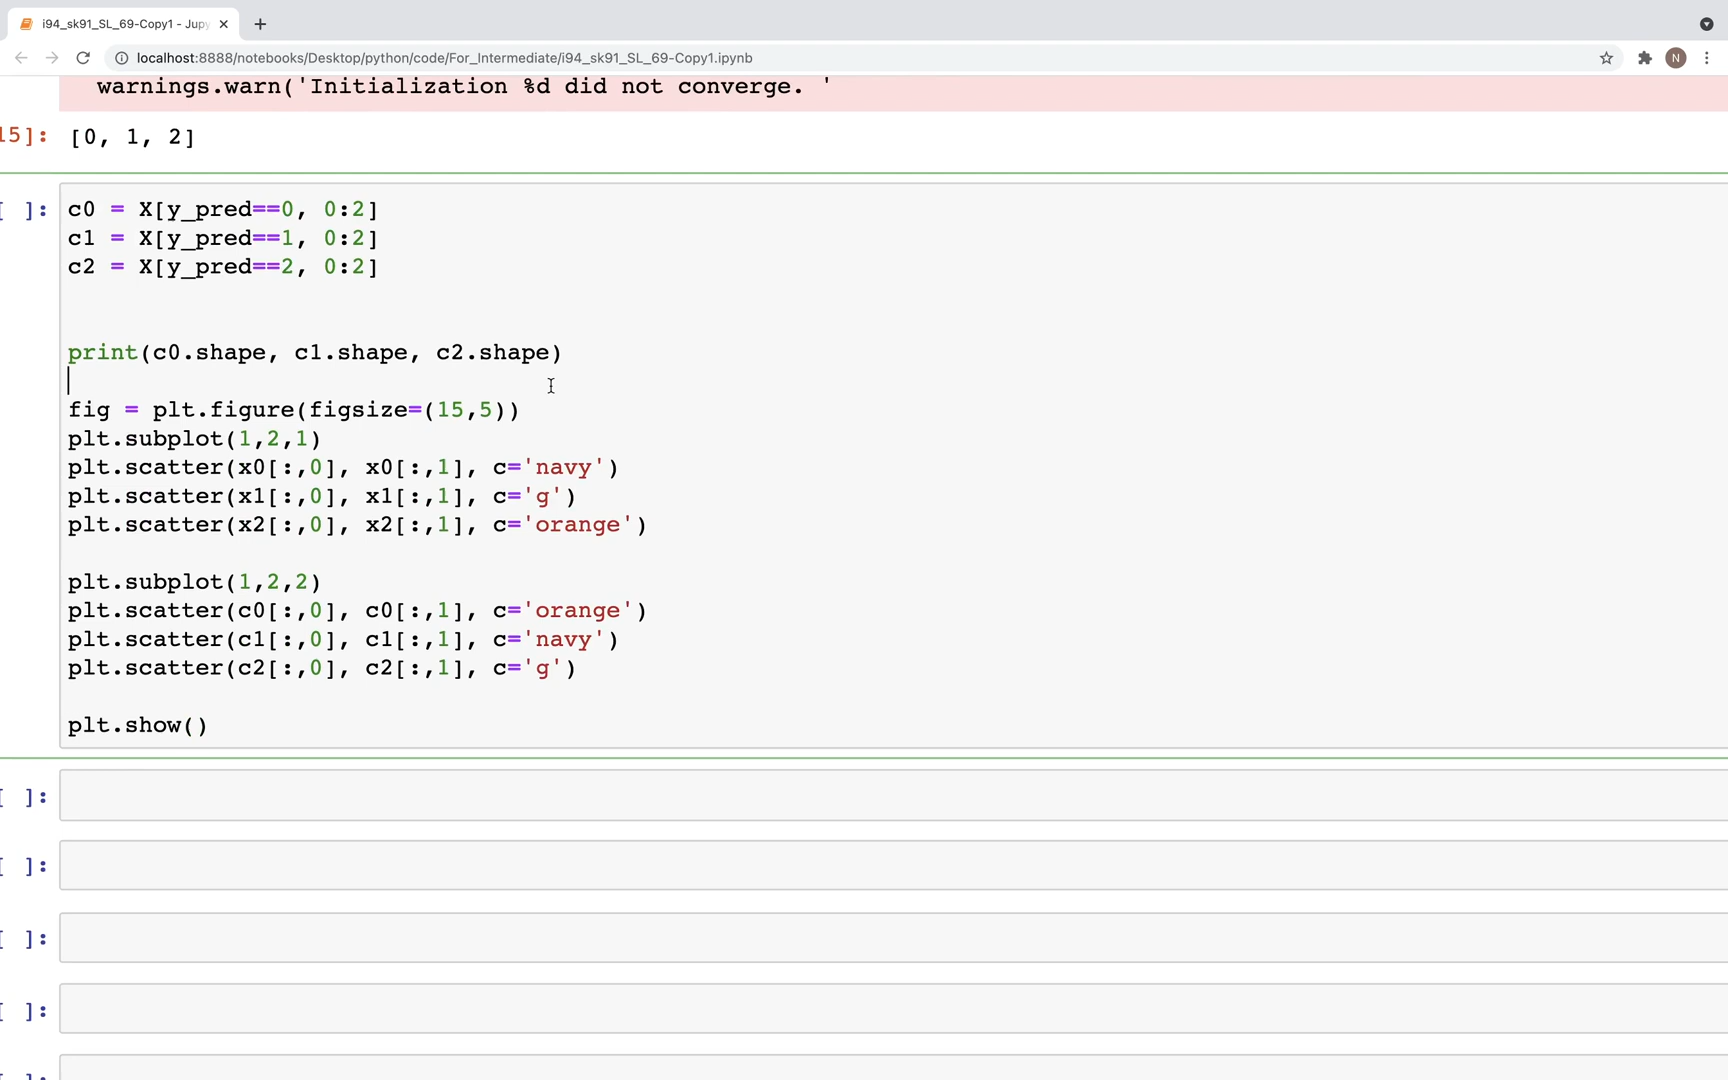 i94_sk91_SL_69-Copy1 - Jup
localhost:8888/notebooks/Desktop/python/code/For_Intermediate/i94_sk91_SL_69-Copy1.ipynb
N
warnings.warn('Initialization %d did not converge. '
15]: [0, 1, 2]
[ ]: c0 = X[y_pred==0, 0:2]
c1 = X[y_pred==1, 0:2]
c2 = X[y_pred==2, 0:2]
print(c0.shape, c1.shape, c2.shape)
fig = plt.figure(figsize=(15,5))
plt.subplot(1,2,1)
plt.scatter(x0[:,0], x0[:,1], c='navy')
plt.scatter(x1[:,0], x1[:,1], c='g')
plt.scatter(x2[:,0], x2[:,1], c='orange')
plt.subplot(1,2,2)
plt.scatter(c0[:,0], c0[:,1], c='orange')
plt.scatter(c1[:,0], c1[:,1], c='navy')
plt.scatter(c2[:,0], c2[:,1], c='g')
plt.show()
[ ]:
[ ]:
[ ]:
[ ]:
[ ]: